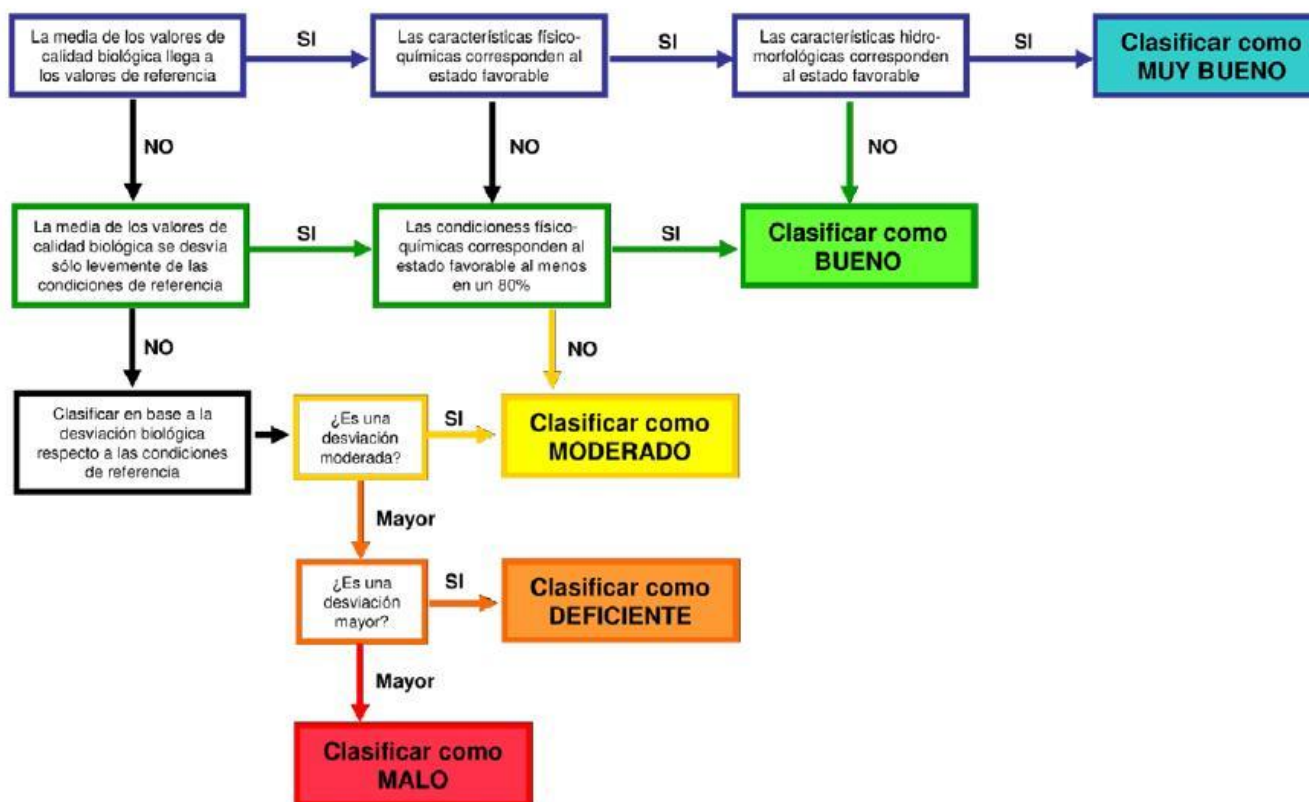 La media de los valores de
calidad biológica llega a
los valores de referencia
SI
Las características físico-
químicas corresponden al
estado favorable
SI
Las características hidro-
morfológicas corresponden
al estado favorable
SI
Clasificar como
MUY BUENO
NO
NO
NO
La media de los valores de
calidad biológica se desvía
sólo levemente de las
condiciones de referencia
SI
Las condicioness físico-
químicas corresponden al
estado favorable al menos
en un 80%
SI
Clasificar como
BUENO
NO
NO
Clasificar en base a la
desviación biológica
respecto a las condiciones
de referencia
¿Es una
desviación
moderada?
SI
Clasificar como
MODERADO
Mayor
¿Es una
desviación
mayor?
SI
Clasificar como
DEFICIENTE
Mayor
Clasificar como
MALO